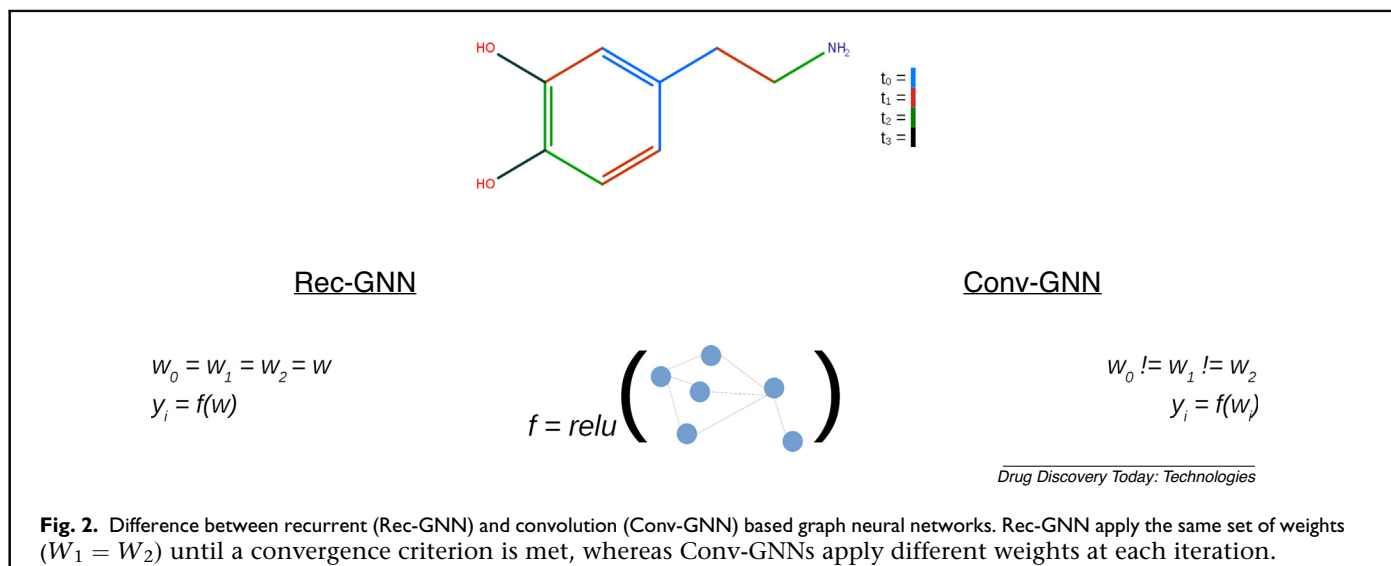 HO
NH₂
t₀ =
t₁ =
t₂ =
t₃ =
HO
Rec-GNN
Conv-GNN
w₀ = w₁ = w₂ = w
yᵢ = f(w)
f = relu( )
w₀ != w₁ != w₂
yᵢ = f(wᵢ)
Drug Discovery Today: Technologies
Fig. 2. Difference between recurrent (Rec-GNN) and convolution (Conv-GNN) based graph neural networks. Rec-GNN apply the same set of weights
(W₁ = W₂) until a convergence criterion is met, whereas Conv-GNNs apply different weights at each iteration.